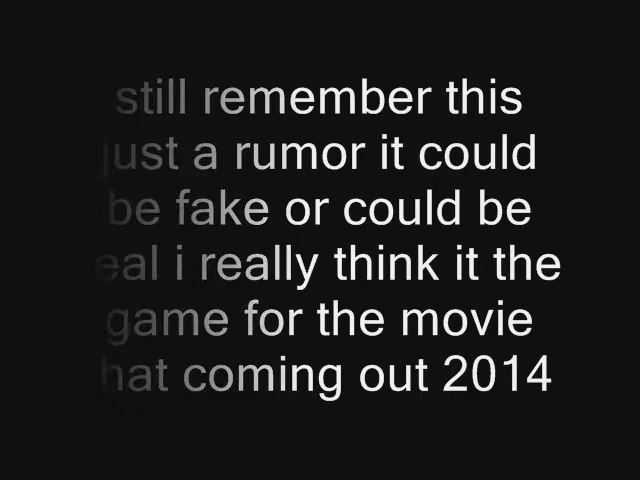 still remember this
just a rumor it could
be fake or could be
eal i really think it the
game for the movie
hat coming out 2014